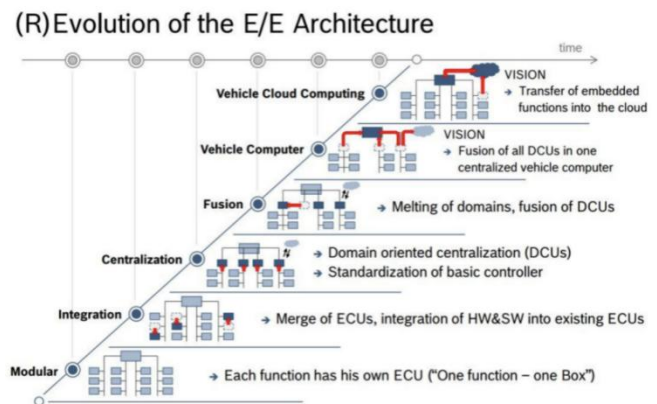 (R)Evolution of the E/E Architecture
time
Vehicle Cloud Computing
VISION
→ Transfer of embedded
functions into the cloud
Vehicle Computer
VISION
→ Fusion of all DCUs in one
centralized vehicle computer
Fusion
→ Melting of domains, fusion of DCUs
Centralization
→ Domain oriented centralization (DCUs)
→ Standardization of basic controller
Integration
→ Merge of ECUs, integration of HW&SW into existing ECUs
Modular
→ Each function has his own ECU (“One function – one Box”)